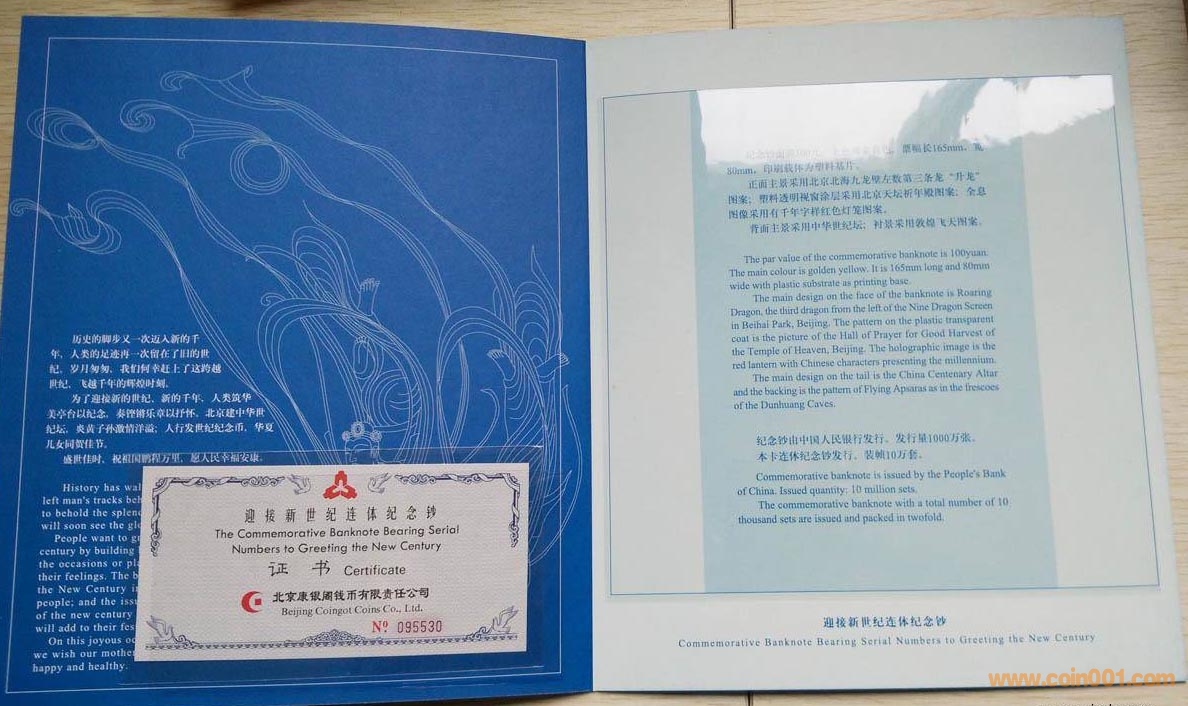 历史的脚步又一次迈入新的千
年，人类的足迹再一次留在了旧的世
纪。岁月匆匆，我们何幸赶上了这跨越
世纪、飞越千年的辉煌时刻。
为了迎接新的世纪、新的千年，人类筑华
美亭台以纪念，奏铿锵乐章以抒怀。北京建中华世
纪坛，炎黄子孙激情洋溢；人行发世纪纪念币，华夏
儿女同贺佳节。
盛世佳时，祝祖国鹏程万里，愿人民幸福安康。
History has
left man's tracks
to behold the
will soon see the
People want to
century by building
the occasions or
their feelings. The
the New Century
people; and the
of the new century
will add to their
On this joyous
we wish our
happy and healthy.
迎接新世纪连体纪念钞
The Commemorative Banknote Bearing Serial
Numbers to Greeting the New Century
证 书 Certificate
北京康银阁钱币有限责任公司
Beijing Coingot Coins Co., Ltd.
Nº 095530
纪念钞面额100元，票幅长165mm，宽
80mm，印刷载体为塑料基片。
正面主景采用北京北海九龙壁左数第三条龙“升龙”
图案；塑料透明视窗涂层采用北京天坛祈年殿图案；全息
图像采用有千年字样红色灯笼图案。
背面主景采用中华世纪坛；衬景采用敦煌飞天图案。
The par value of the commemorative banknote is 100yuan.
The main colour is golden yellow. It is 165mm long and 80mm
wide with plastic substrate as printing base.
The main design on the face of the banknote is Roaring
Dragon, the third dragon from the left of the Nine Dragon Screen
in Beihai Park, Beijing. The pattern on the plastic transparent
coat is the picture of the Hall of Prayer for Good Harvest of
the Temple of Heaven, Beijing. The holographic image is the
red lantern with Chinese characters presenting the millennium.
The main design on the tail is the China Centenary Altar
and the backing is the pattern of Flying Apsaras as in the frescoes
of the Dunhuang Caves.
纪念钞由中国人民银行发行。发行量1000万张。
本卡连体纪念钞发行、装帧10万套。
Commemorative banknote is issued by the People's Bank
of China. Issued quantity: 10 million sets.
The commemorative banknote with a total number of 10
thousand sets are issued and packed in twofold.
迎接新世纪连体纪念钞
Commemorative Banknote Bearing Serial Numbers to Greeting the New Century
www.coin001.com